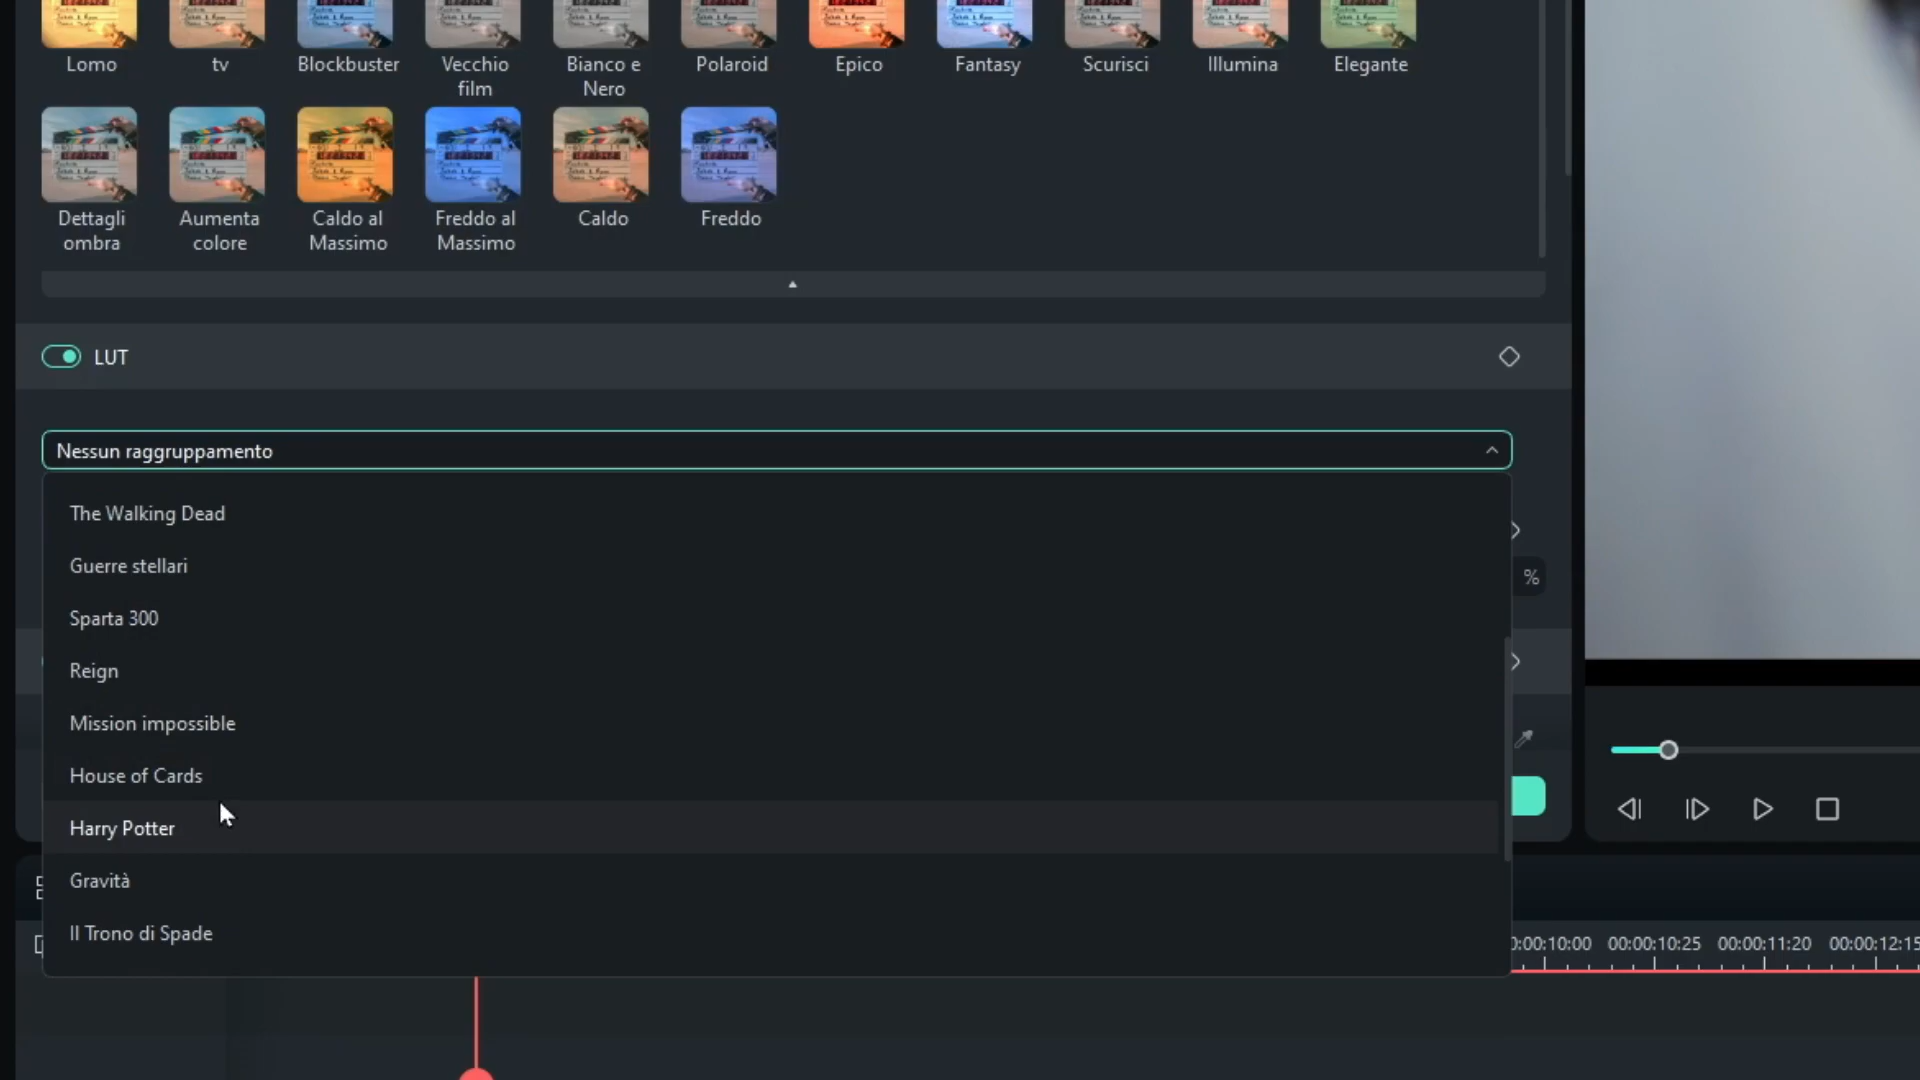 Lomo
tv
Blockbuster
Vecchio
film
Bianco e
Nero
Polaroid
Epico
Fantasy
Scurisci
Illumina
Elegante
Dettagli
ombra
Aumenta
colore
Caldo al
Massimo
Freddo al
Massimo
Caldo
Freddo
LUT
Nessun raggruppamento
The Walking Dead
Guerre stellari
%
Sparta 300
Reign
Mission impossible
House of Cards
Harry Potter
Gravità
Il Trono di Spade
0:00:10:00 00:00:10:25 00:00:11:20 00:00:12:15